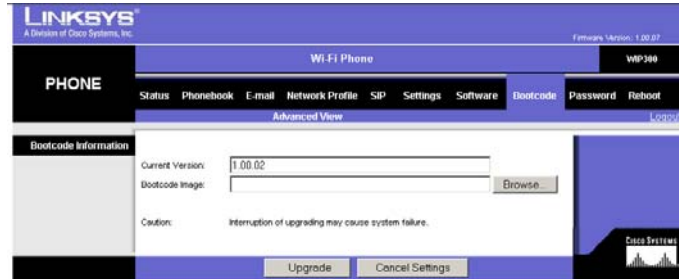 LINKSYS®
A Division of Cisco Systems, Inc.
Firmware Version: 1.00.07
Wi-Fi Phone WIP300
PHONE
Status Phonebook E-mail Network Profile SIP Settings Software Bootcode Password Reboot
Advanced View Logout
Bootcode Information
Current Version: 1.00.02
Bootcode Image: Browse...
Caution: Interruption of upgrading may cause system failure.
Upgrade Cancel Settings
CISCO SYSTEMS